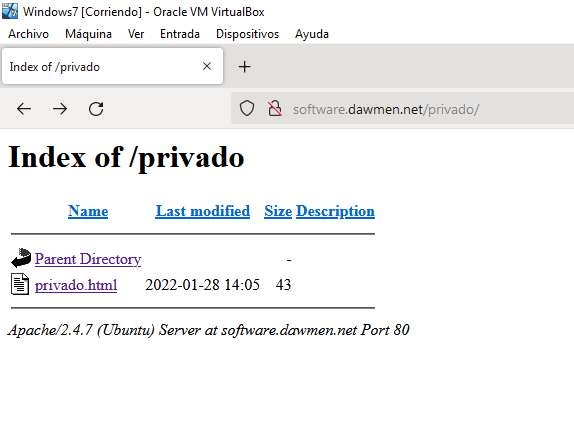 Windows7 [Corriendo] - Oracle VM VirtualBox
Archivo Máquina Ver Entrada Dispositivos Ayuda
Index of /privado
software.dawmen.net/privado/
Index of /privado
Name Last modified Size Description
Parent Directory -
privado.html 2022-01-28 14:05 43
Apache/2.4.7 (Ubuntu) Server at software.dawmen.net Port 80